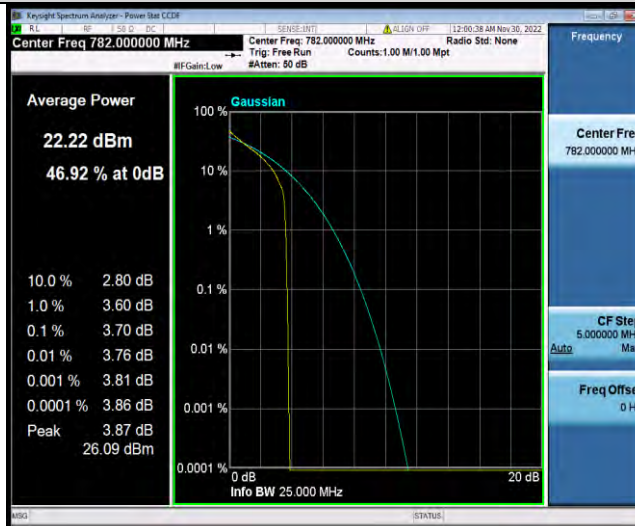 Keysight Spectrum Analyzer - Power Stat CCDF
RL RF 50 Ω DC SENSE:INT ALIGN OFF 12:00:38 AM Nov 30, 2022
Center Freq 782.000000 MHz
Center Freq: 782.000000 MHz Radio Std: None
Trig: Free Run Counts:1.00 M/1.00 Mpt
#IFGain:Low #Atten: 50 dB
Frequency
Average Power
22.22 dBm
46.92 % at 0dB
10.0 % 2.80 dB
1.0 % 3.60 dB
0.1 % 3.70 dB
0.01 % 3.76 dB
0.001 % 3.81 dB
0.0001 % 3.86 dB
Peak 3.87 dB
26.09 dBm
Gaussian
100 %
10 %
1 %
0.1 %
0.01 %
0.001 %
0.0001 %
0 dB 20 dB
Info BW 25.000 MHz
Center Fre
782.000000 MH
CF Ste
5.000000 MH
Auto Ma
Freq Offse
0 H
MSG STATUS